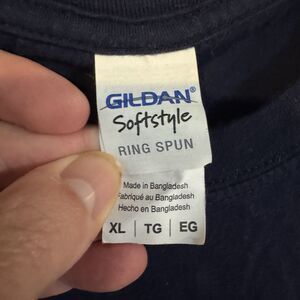 GILDAN®
Softstyle
RING SPUN
Made in Bangladesh
Fabriqué au Bangladesh
Hecho en Bangladesh
XL | TG | EG